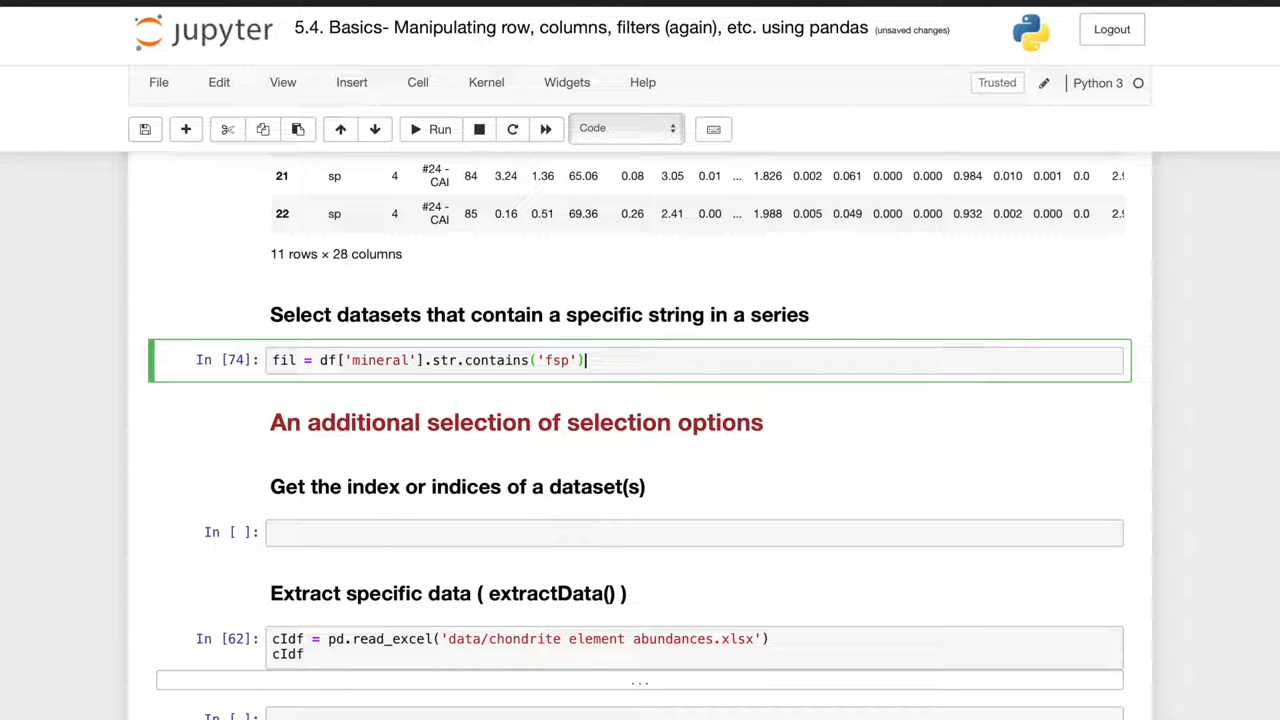 jupyter 5.4. Basics- Manipulating row, columns, filters (again), etc. using pandas (unsaved changes) Logout
File Edit View Insert Cell Kernel Widgets Help Trusted Python 3
Run Code
#24 -
21 sp 4 CAI 84 3.24 1.36 65.06 0.08 3.05 0.01 ... 1.826 0.002 0.061 0.000 0.000 0.984 0.010 0.001 0.0
#24 -
22 sp 4 CAI 85 0.16 0.51 69.36 0.26 2.41 0.00 ... 1.988 0.005 0.049 0.000 0.000 0.932 0.002 0.000 0.0
11 rows × 28 columns
Select datasets that contain a specific string in a series
In [74]: fil = df['mineral'].str.contains('fsp')
An additional selection of selection options
Get the index or indices of a dataset(s)
In [ ]:
Extract specific data ( extractData() )
In [62]: cIdf = pd.read_excel('data/chondrite element abundances.xlsx')
cIdf
...
In [ ]: